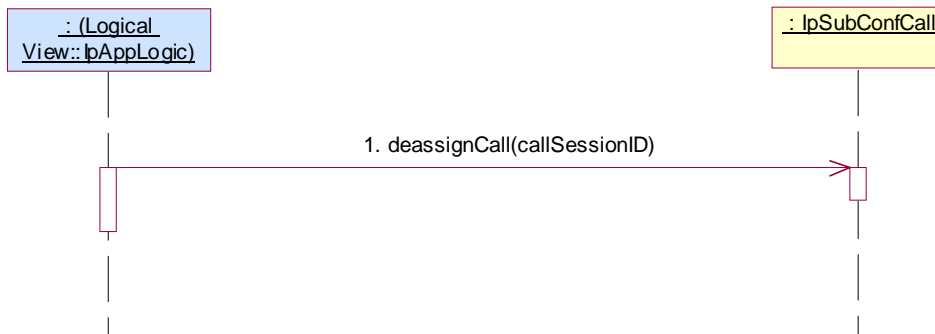 : (Logical
View::IpAppLogic)
: IpSubConfCall
1. deassignCall(callSessionID)